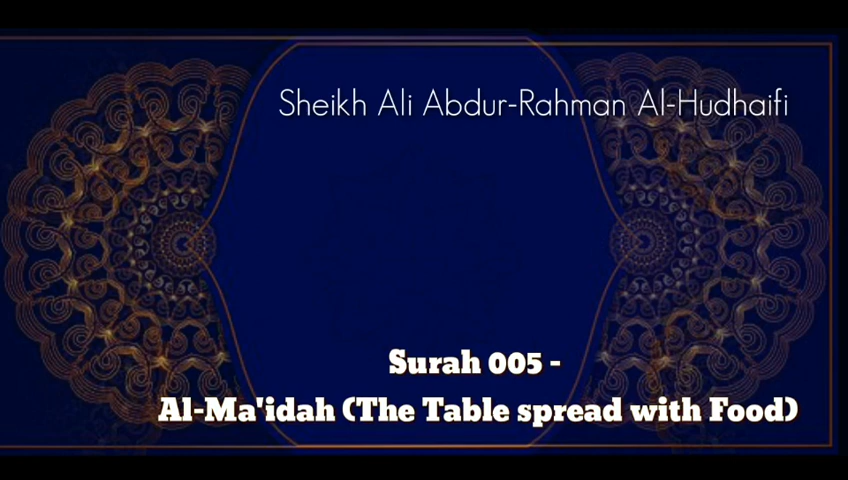 Sheikh Ali Abdur-Rahman Al-Hudhaifi
Surah 005 -
Al-Ma'idah (The Table spread with Food)